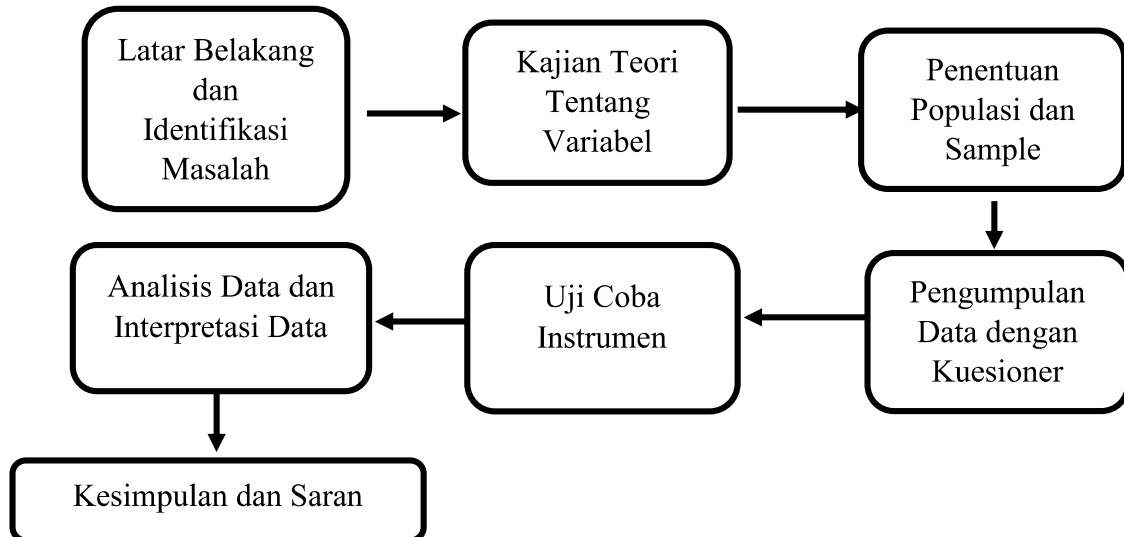 Latar Belakang
dan
Identifikasi
Masalah
Kajian Teori
Tentang
Variabel
Penentuan
Populasi dan
Sample
Pengumpulan
Data dengan
Kuesioner
Uji Coba
Instrumen
Analisis Data dan
Interpretasi Data
Kesimpulan dan Saran